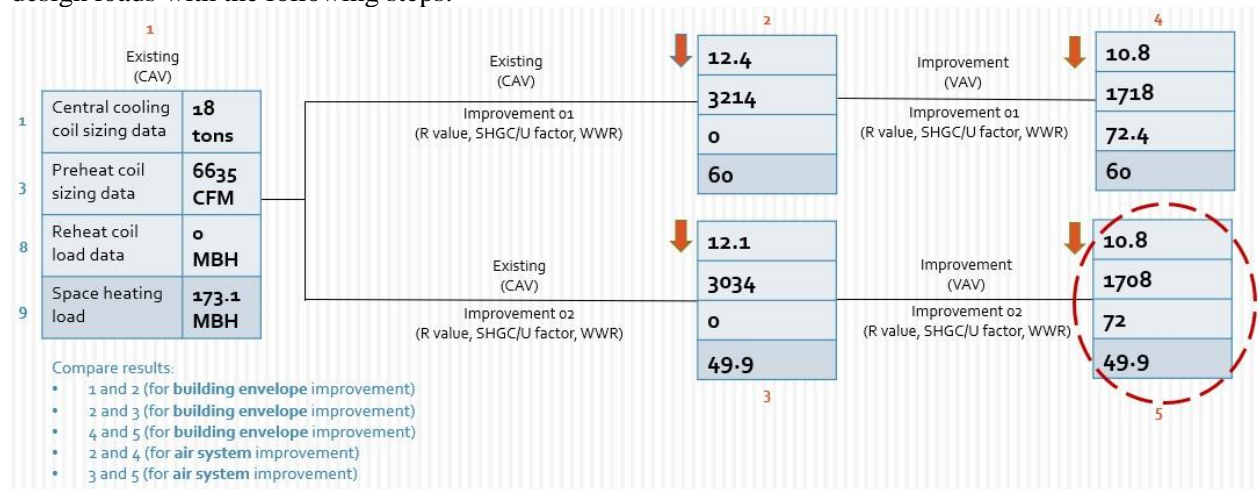 design loads with the following steps.
1
Existing
(CAV)
1
Central cooling
coil sizing data
18
tons
3
Preheat coil
sizing data
6635
CFM
8
Reheat coil
load data
0
MBH
9
Space heating
load
173.1
MBH
Existing
(CAV)
Improvement 01
(R value, SHGC/U factor, WWR)
2
12.4
3214
0
60
Improvement
(VAV)
Improvement 01
(R value, SHGC/U factor, WWR)
4
10.8
1718
72.4
60
Existing
(CAV)
Improvement 02
(R value, SHGC/U factor, WWR)
12.1
3034
0
49.9
3
Improvement
(VAV)
Improvement 02
(R value, SHGC/U factor, WWR)
10.8
1708
72
49.9
5
Compare results:
• 1 and 2 (for building envelope improvement)
• 2 and 3 (for building envelope improvement)
• 4 and 5 (for building envelope improvement)
• 2 and 4 (for air system improvement)
• 3 and 5 (for air system improvement)